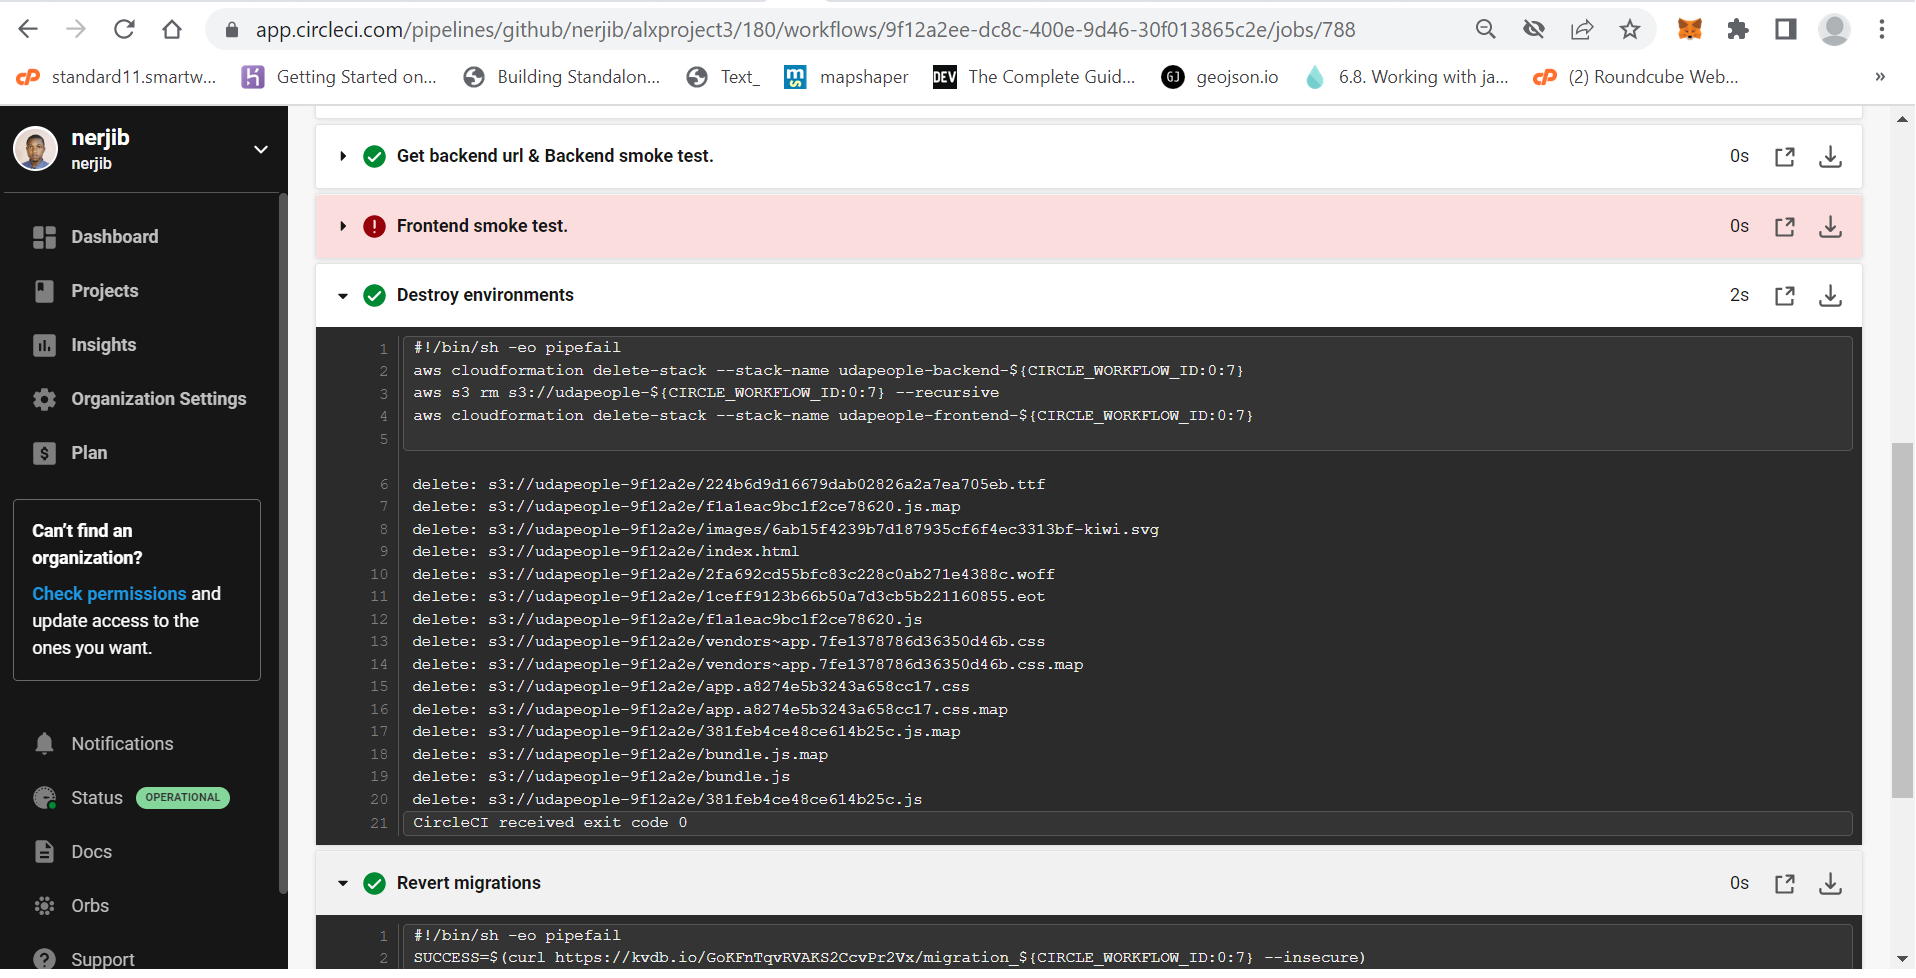 app.circleci.com/pipelines/github/nerjib/alxproject3/180/workflows/9f12a2ee-dc8c-400e-9d46-30f013865c2e/jobs/788
standard11.smartw...
Getting Started on...
Building Standalon...
Text_
mapshaper
DEV
The Complete Guid...
GJ
geojson.io
6.8. Working with ja...
(2) Roundcube Web...
»
nerjib
nerjib
Dashboard
Projects
Insights
Organization Settings
Plan
Can't find an
organization?
Check permissions and
update access to the
ones you want.
Notifications
Status OPERATIONAL
Docs
Orbs
Support
Get backend url & Backend smoke test. 0s
Frontend smoke test. 0s
Destroy environments 2s
1 #!/bin/sh -eo pipefail
2 aws cloudformation delete-stack --stack-name udapeople-backend-${CIRCLE_WORKFLOW_ID:0:7}
3 aws s3 rm s3://udapeople-${CIRCLE_WORKFLOW_ID:0:7} --recursive
4 aws cloudformation delete-stack --stack-name udapeople-frontend-${CIRCLE_WORKFLOW_ID:0:7}
5
6 delete: s3://udapeople-9f12a2e/224b6d9d16679dab02826a2a7ea705eb.ttf
7 delete: s3://udapeople-9f12a2e/f1a1eac9bc1f2ce78620.js.map
8 delete: s3://udapeople-9f12a2e/images/6ab15f4239b7d187935cf6f4ec3313bf-kiwi.svg
9 delete: s3://udapeople-9f12a2e/index.html
10 delete: s3://udapeople-9f12a2e/2fa692cd55bfc83c228c0ab271e4388c.woff
11 delete: s3://udapeople-9f12a2e/1ceff9123b66b50a7d3cb5b221160855.eot
12 delete: s3://udapeople-9f12a2e/f1a1eac9bc1f2ce78620.js
13 delete: s3://udapeople-9f12a2e/vendors~app.7fe1378786d36350d46b.css
14 delete: s3://udapeople-9f12a2e/vendors~app.7fe1378786d36350d46b.css.map
15 delete: s3://udapeople-9f12a2e/app.a8274e5b3243a658cc17.css
16 delete: s3://udapeople-9f12a2e/app.a8274e5b3243a658cc17.css.map
17 delete: s3://udapeople-9f12a2e/381feb4ce48ce614b25c.js.map
18 delete: s3://udapeople-9f12a2e/bundle.js.map
19 delete: s3://udapeople-9f12a2e/bundle.js
20 delete: s3://udapeople-9f12a2e/381feb4ce48ce614b25c.js
21 CircleCI received exit code 0
Revert migrations 0s
1 #!/bin/sh -eo pipefail
2 SUCCESS=$(curl https://kvdb.io/GoKFnTqvRVAKS2CcvPr2Vx/migration_${CIRCLE_WORKFLOW_ID:0:7} --insecure)